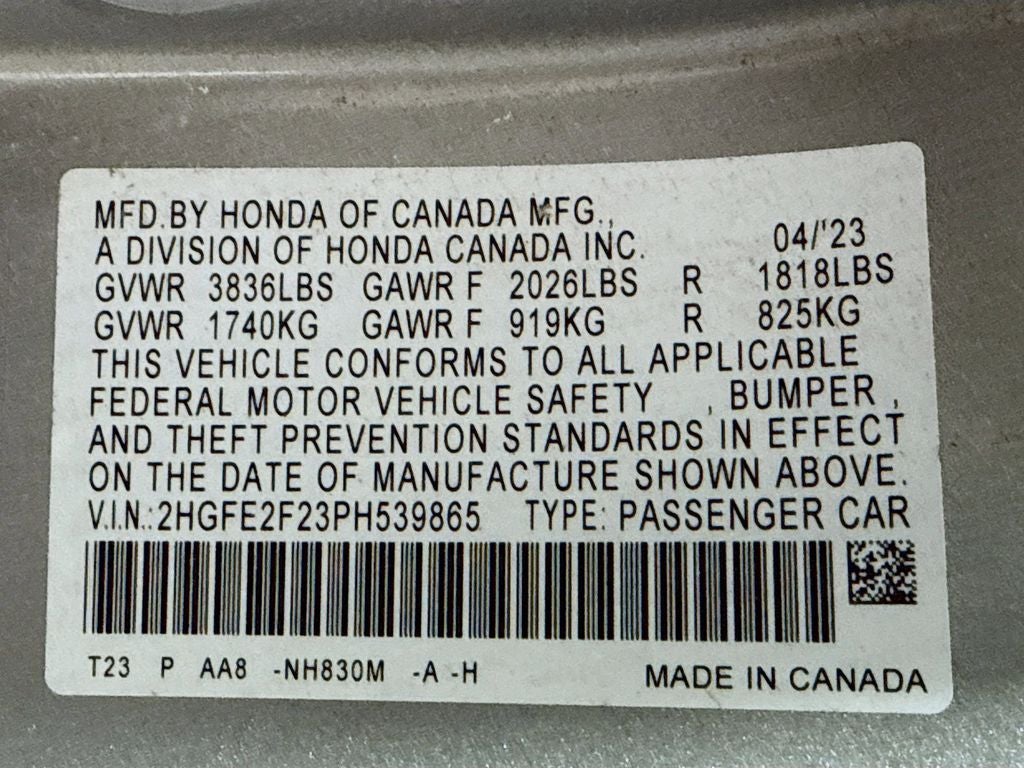 MFD.BY HONDA OF CANADA MFG.,
A DIVISION OF HONDA CANADA INC. 04/'23
GVWR 3836LBS GAWR F 2026LBS R 1818LBS
GVWR 1740KG GAWR F 919KG R 825KG
THIS VEHICLE CONFORMS TO ALL APPLICABLE
FEDERAL MOTOR VEHICLE SAFETY , BUMPER ,
AND THEFT PREVENTION STANDARDS IN EFFECT
ON THE DATE OF MANUFACTURE SHOWN ABOVE.
V.I.N.:2HGFE2F23PH539865 TYPE: PASSENGER CAR
T23 P AA8 -NH830M -A -H MADE IN CANADA